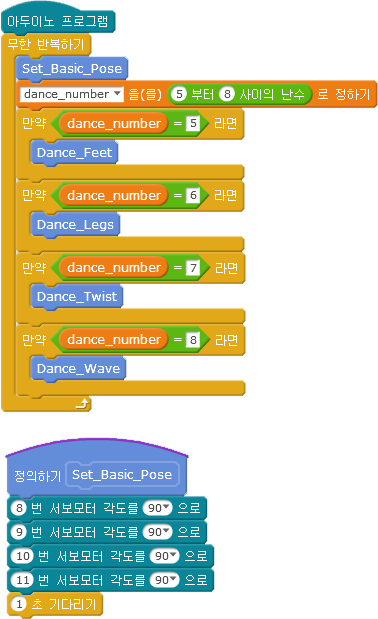 아두이노 프로그램
무한 반복하기
Set_Basic_Pose
dance_number 을(를) 5 부터 8 사이의 난수 로 정하기
만약 dance_number = 5 라면
Dance_Feet
만약 dance_number = 6 라면
Dance_Legs
만약 dance_number = 7 라면
Dance_Twist
만약 dance_number = 8 라면
Dance_Wave
정의하기 Set_Basic_Pose
8 번 서보모터 각도를 90 으로
9 번 서보모터 각도를 90 으로
10 번 서보모터 각도를 90 으로
11 번 서보모터 각도를 90 으로
1 초 기다리기